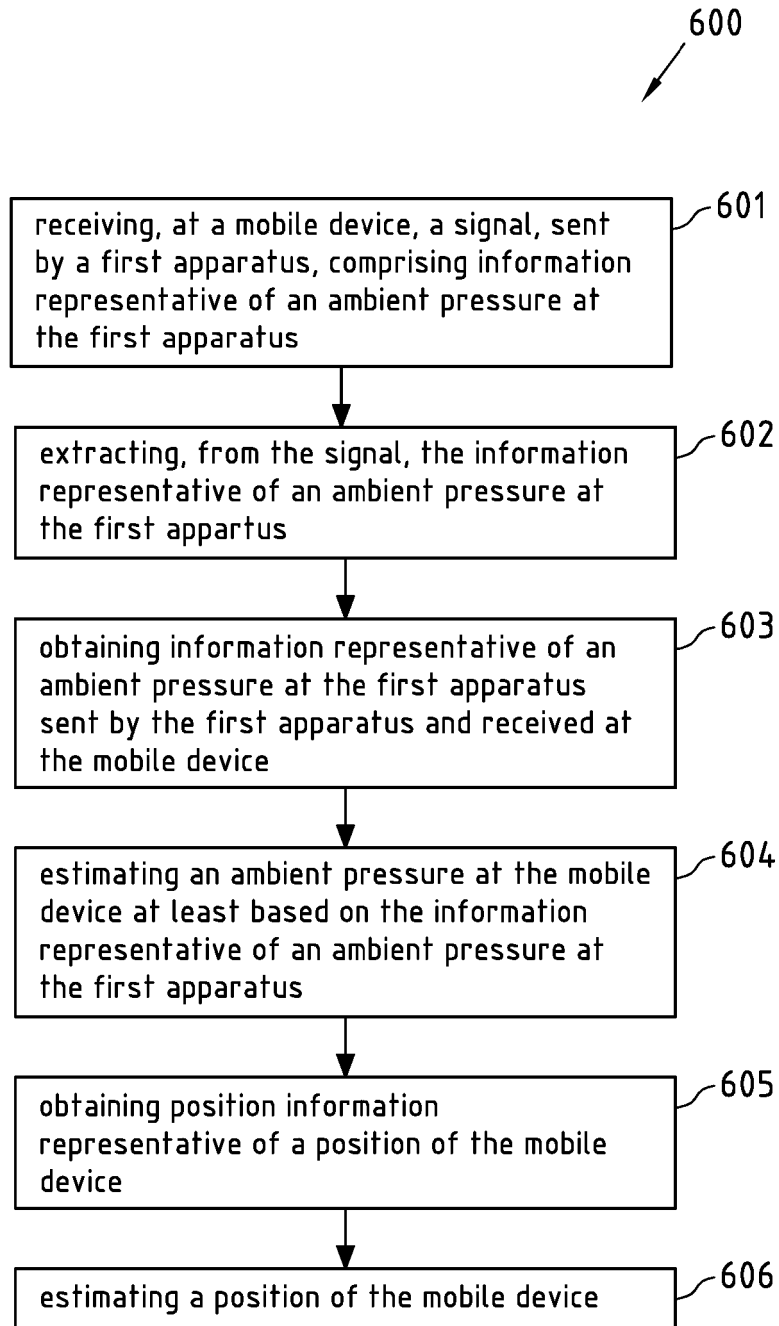 600
601
receiving, at a mobile device, a signal, sent
by a first apparatus, comprising information
representative of an ambient pressure at
the first apparatus
602
extracting, from the signal, the information
representative of an ambient pressure at
the first appartus
603
obtaining information representative of an
ambient pressure at the first apparatus
sent by the first apparatus and received at
the mobile device
604
estimating an ambient pressure at the mobile
device at least based on the information
representative of an ambient pressure at
the first apparatus
605
obtaining position information
representative of a position of the mobile
device
606
estimating a position of the mobile device